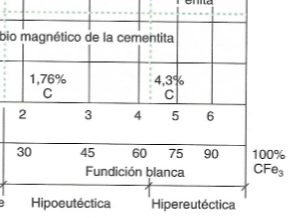 bio magnético de la cementita
1,76% 4,3%
C C
2 3 4 5 6
30 45 60 75 90 100%
Fundición blanca CFe₃
Hipoeutéctica Hipereutéctica